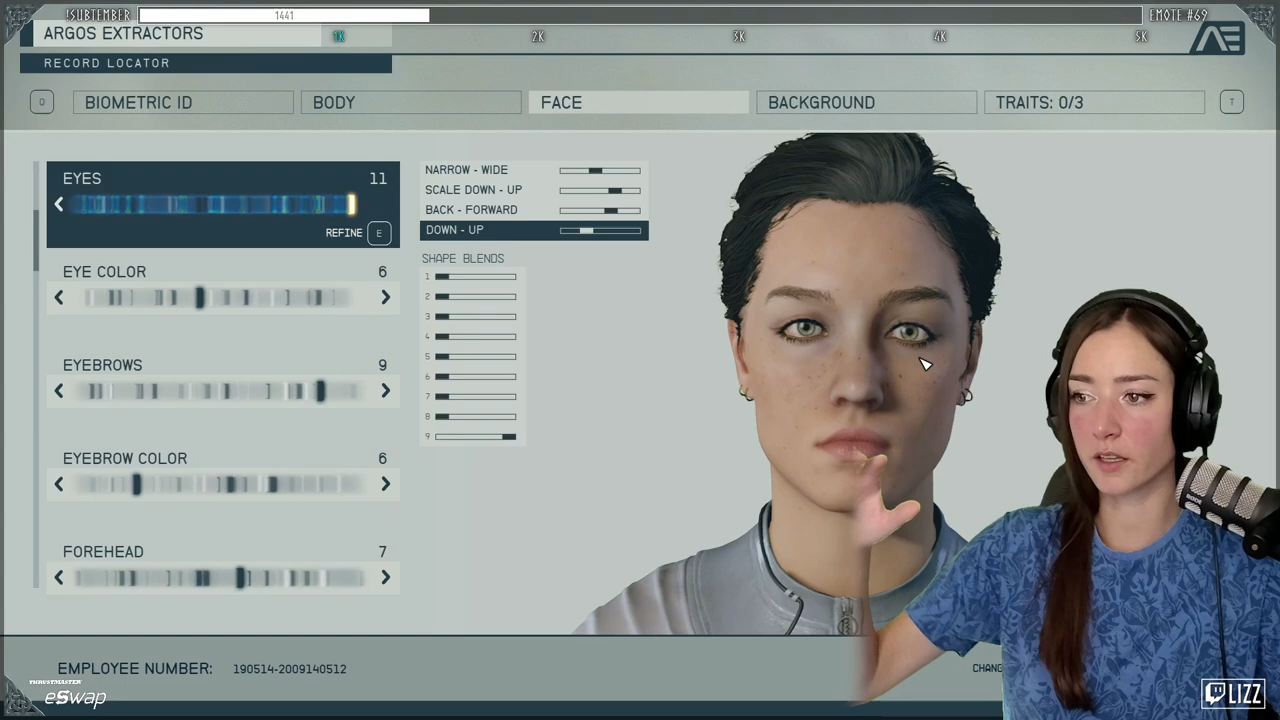 !SUBTEMBER 1441 EMOTE #69
1K 2K 3K 4K 5K
ARGOS EXTRACTORS
AE
RECORD LOCATOR
Q BIOMETRIC ID BODY FACE BACKGROUND TRAITS: 0/3 T
EYES 11
REFINE E
EYE COLOR 6
EYEBROWS 9
EYEBROW COLOR 6
FOREHEAD 7
NARROW - WIDE
SCALE DOWN - UP
BACK - FORWARD
DOWN - UP
SHAPE BLENDS
1
2
3
4
5
6
7
8
9
EMPLOYEE NUMBER: 190514-2009140512
CHANG
THRUSTMASTER
eSwap
LIZZ